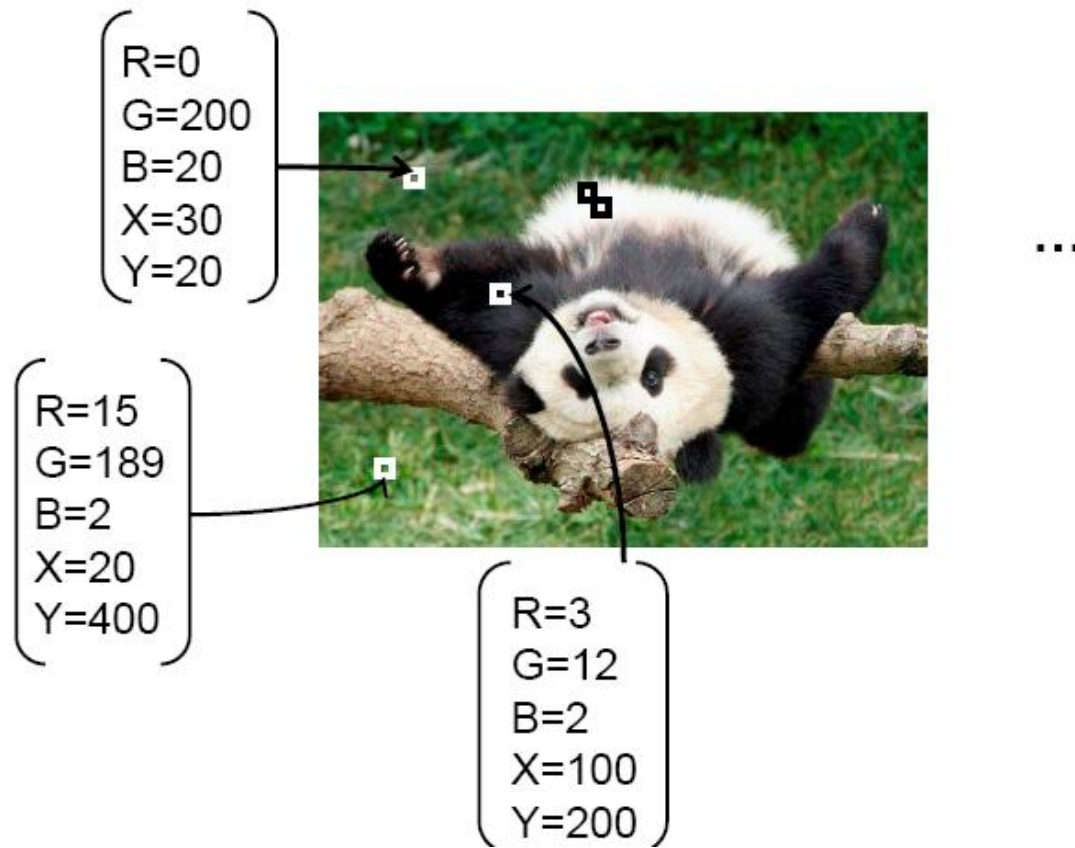 R=0
G=200
B=20
X=30
Y=20
...
R=15
G=189
B=2
X=20
Y=400
R=3
G=12
B=2
X=100
Y=200